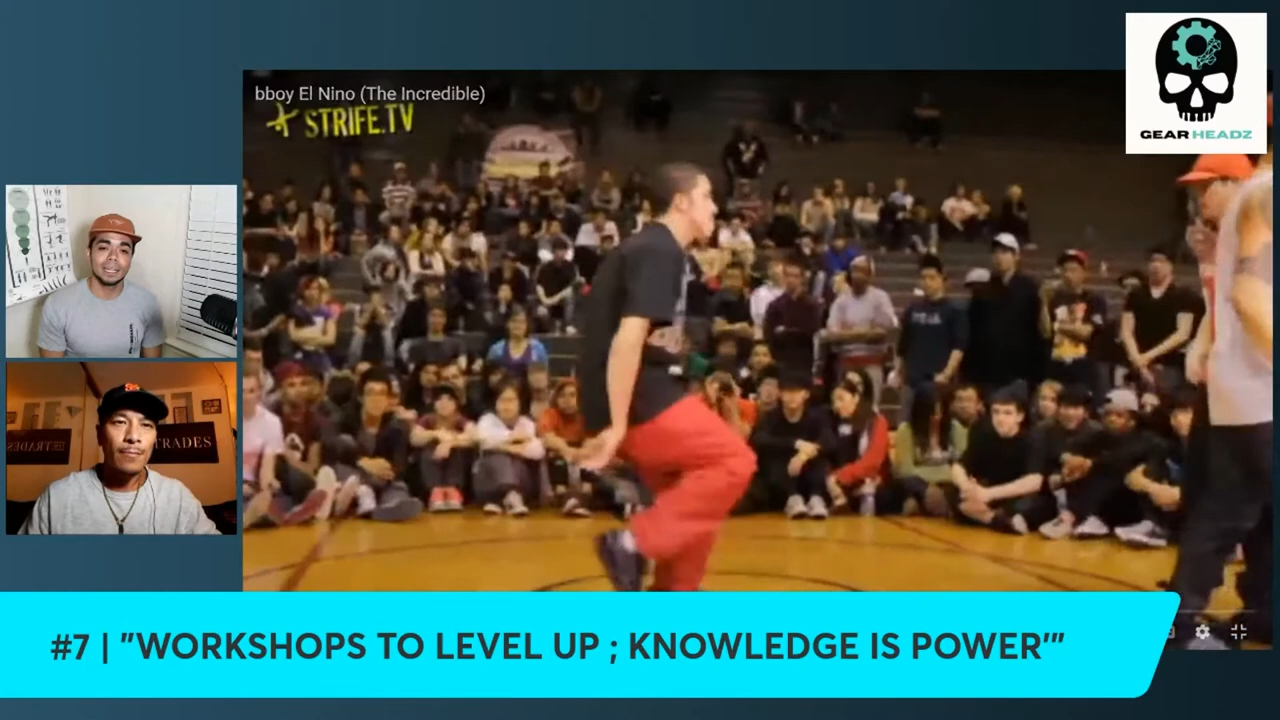 bboy El Nino (The Incredible)
STRIFE.TV
GEAR HEADZ
TRADES
#7 | "WORKSHOPS TO LEVEL UP ; KNOWLEDGE IS POWER'"